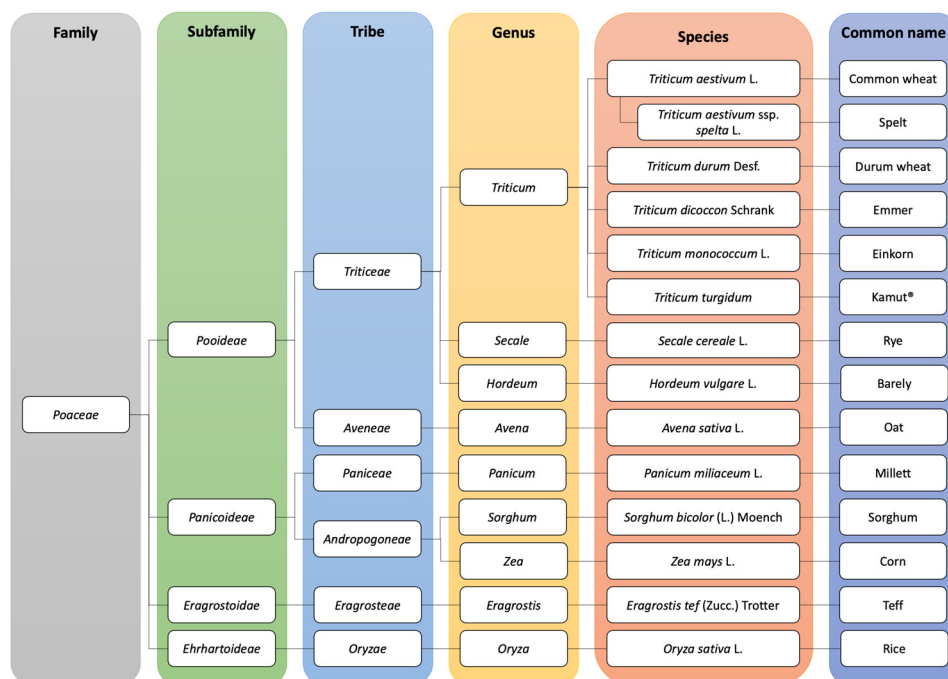 Family
Subfamily
Tribe
Genus
Species
Common name
Triticum aestivum L.
Common wheat
Triticum aestivum ssp.
spelta L.
Spelt
Triticum durum Desf.
Durum wheat
Triticum
Triticum dicoccon Schrank
Emmer
Triticum monococcum L.
Einkorn
Triticeae
Triticum turgidum
Kamut®
Pooideae
Secale
Secale cereale L.
Rye
Hordeum
Hordeum vulgare L.
Barely
Poaceae
Aveneae
Avena
Avena sativa L.
Oat
Paniceae
Panicum
Panicum miliaceum L.
Millett
Panicoideae
Sorghum
Sorghum bicolor (L.) Moench
Sorghum
Andropogoneae
Zea
Zea mays L.
Corn
Eragrostoidae
Eragrosteae
Eragrostis
Eragrostis tef (Zucc.) Trotter
Teff
Ehrhartoideae
Oryzae
Oryza
Oryza sativa L.
Rice